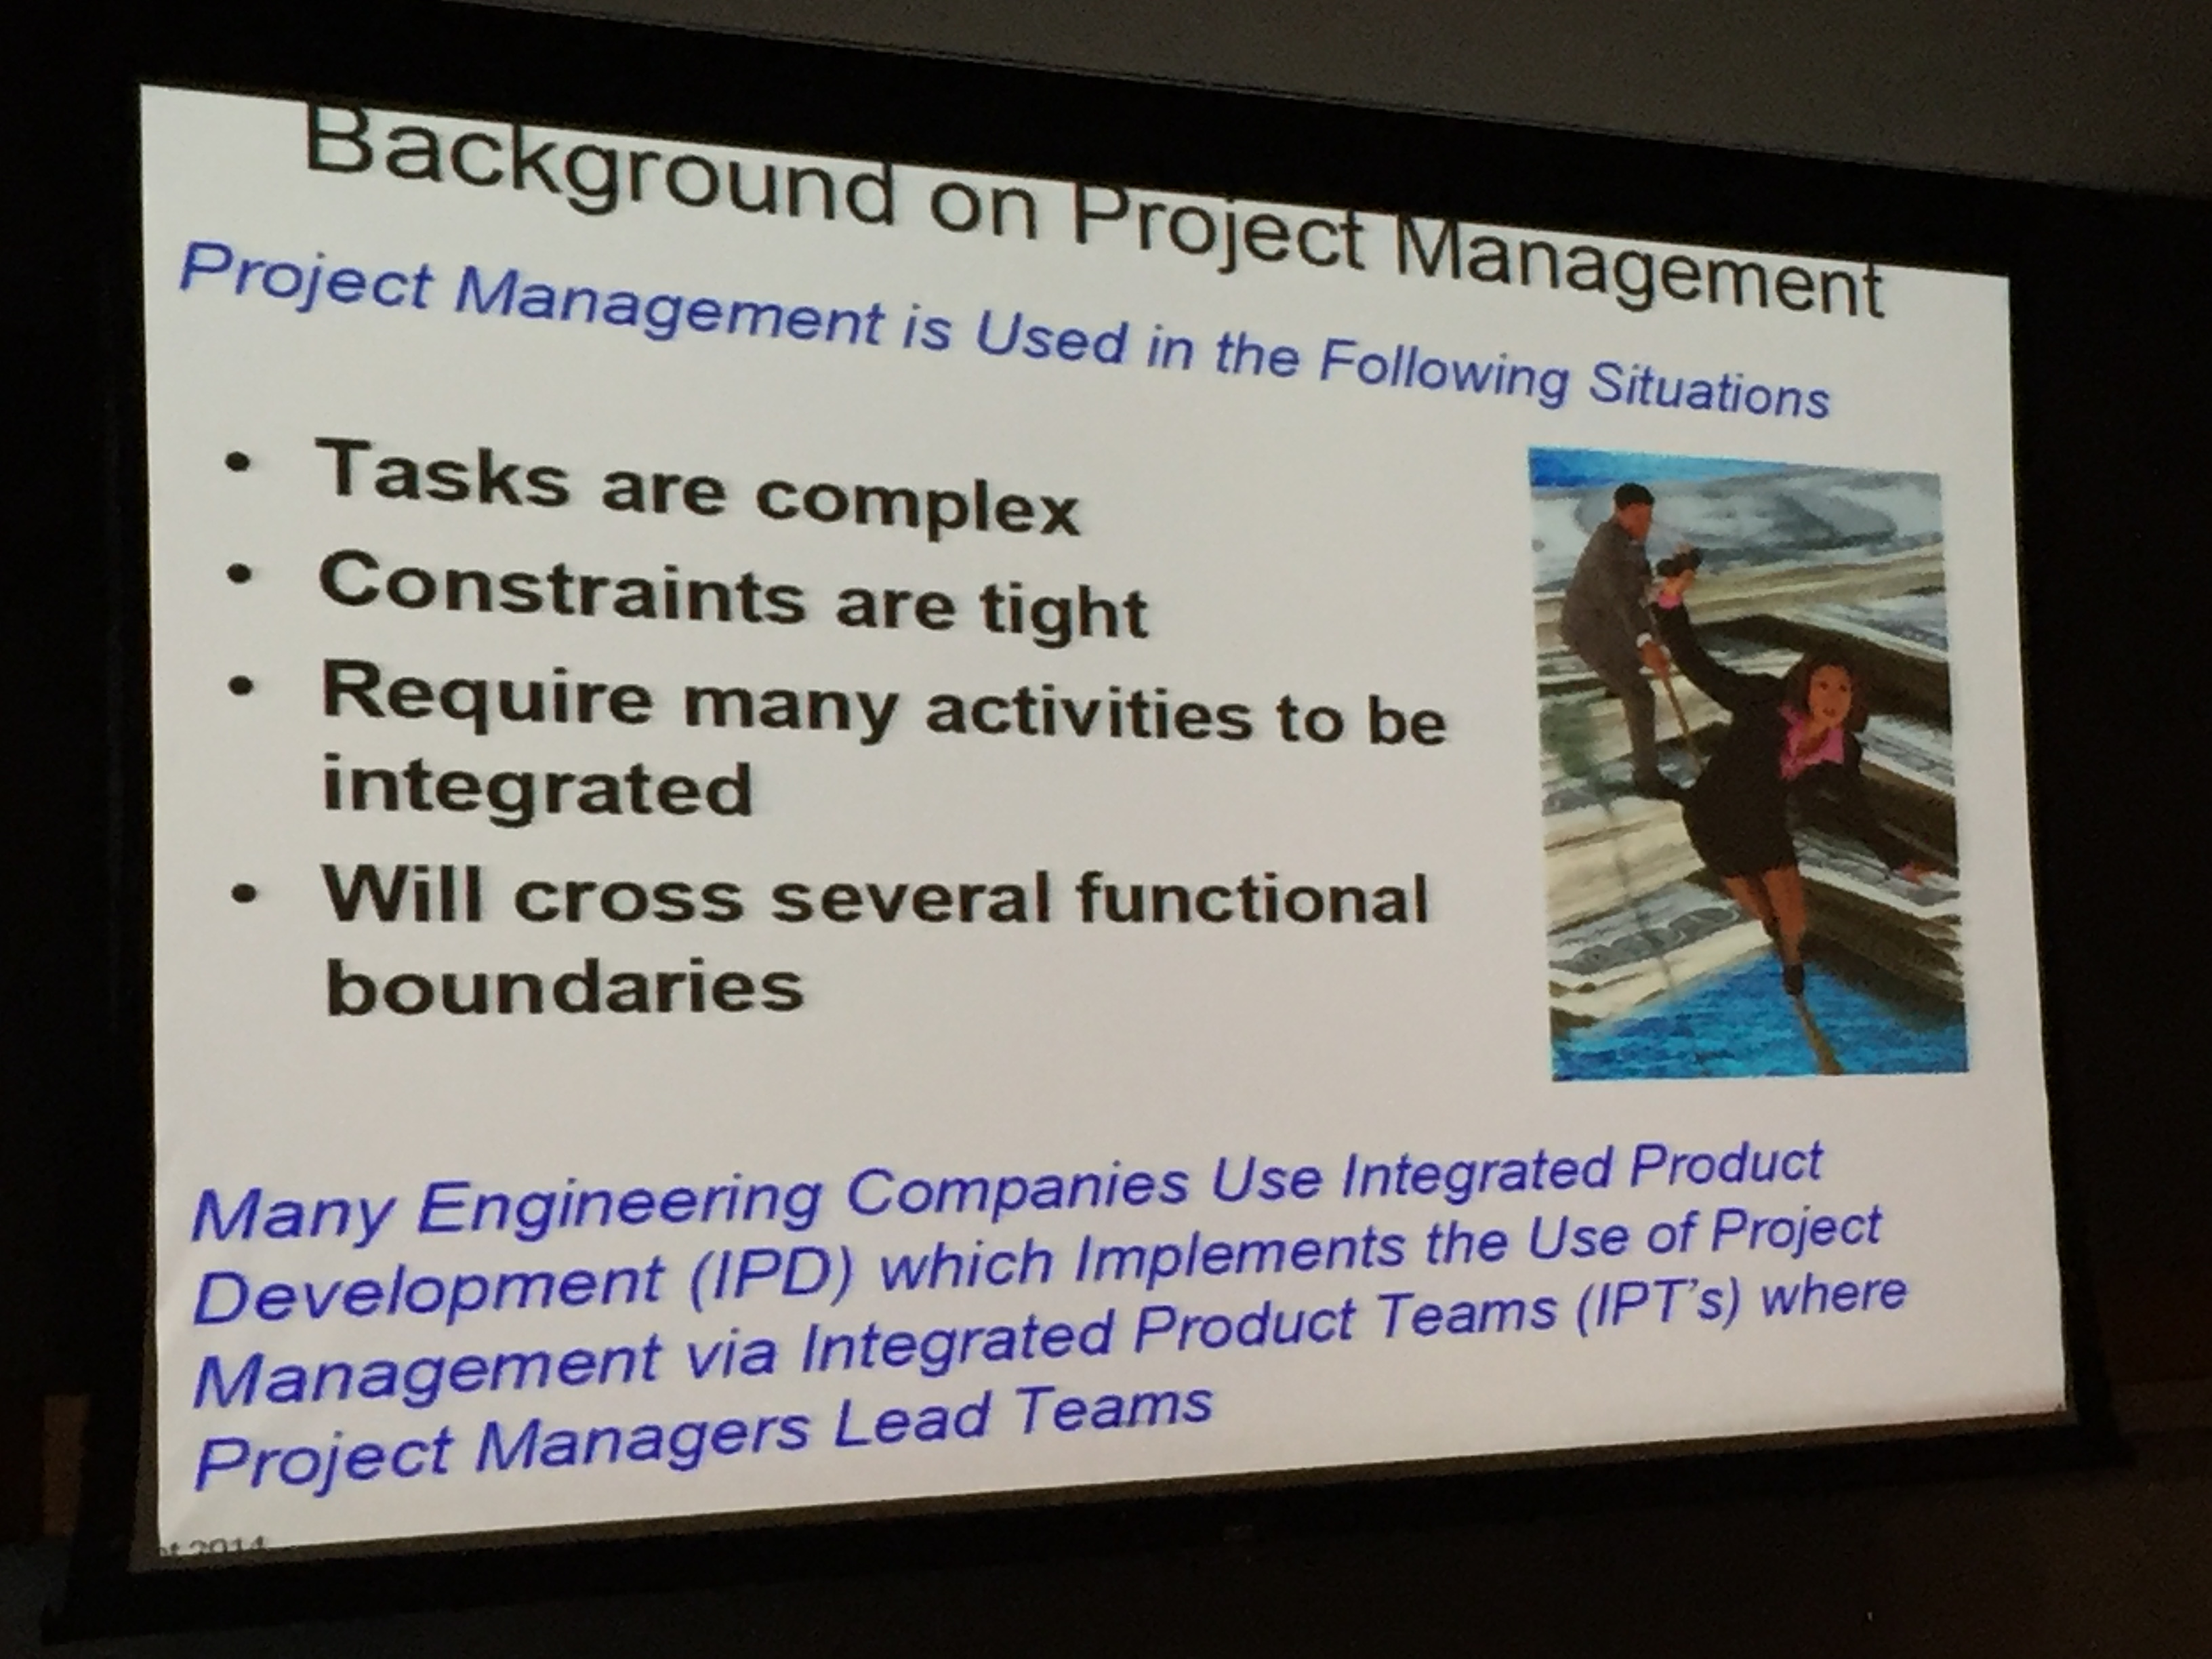 Background on Project Management
Project Management is Used in the Following Situations
• Tasks are complex
• Constraints are tight
• Require many activities to be
integrated
• Will cross several functional
boundaries
Many Engineering Companies Use Integrated Product
Development (IPD) which Implements the Use of Project
Management via Integrated Product Teams (IPT's) where
Project Managers Lead Teams
2014